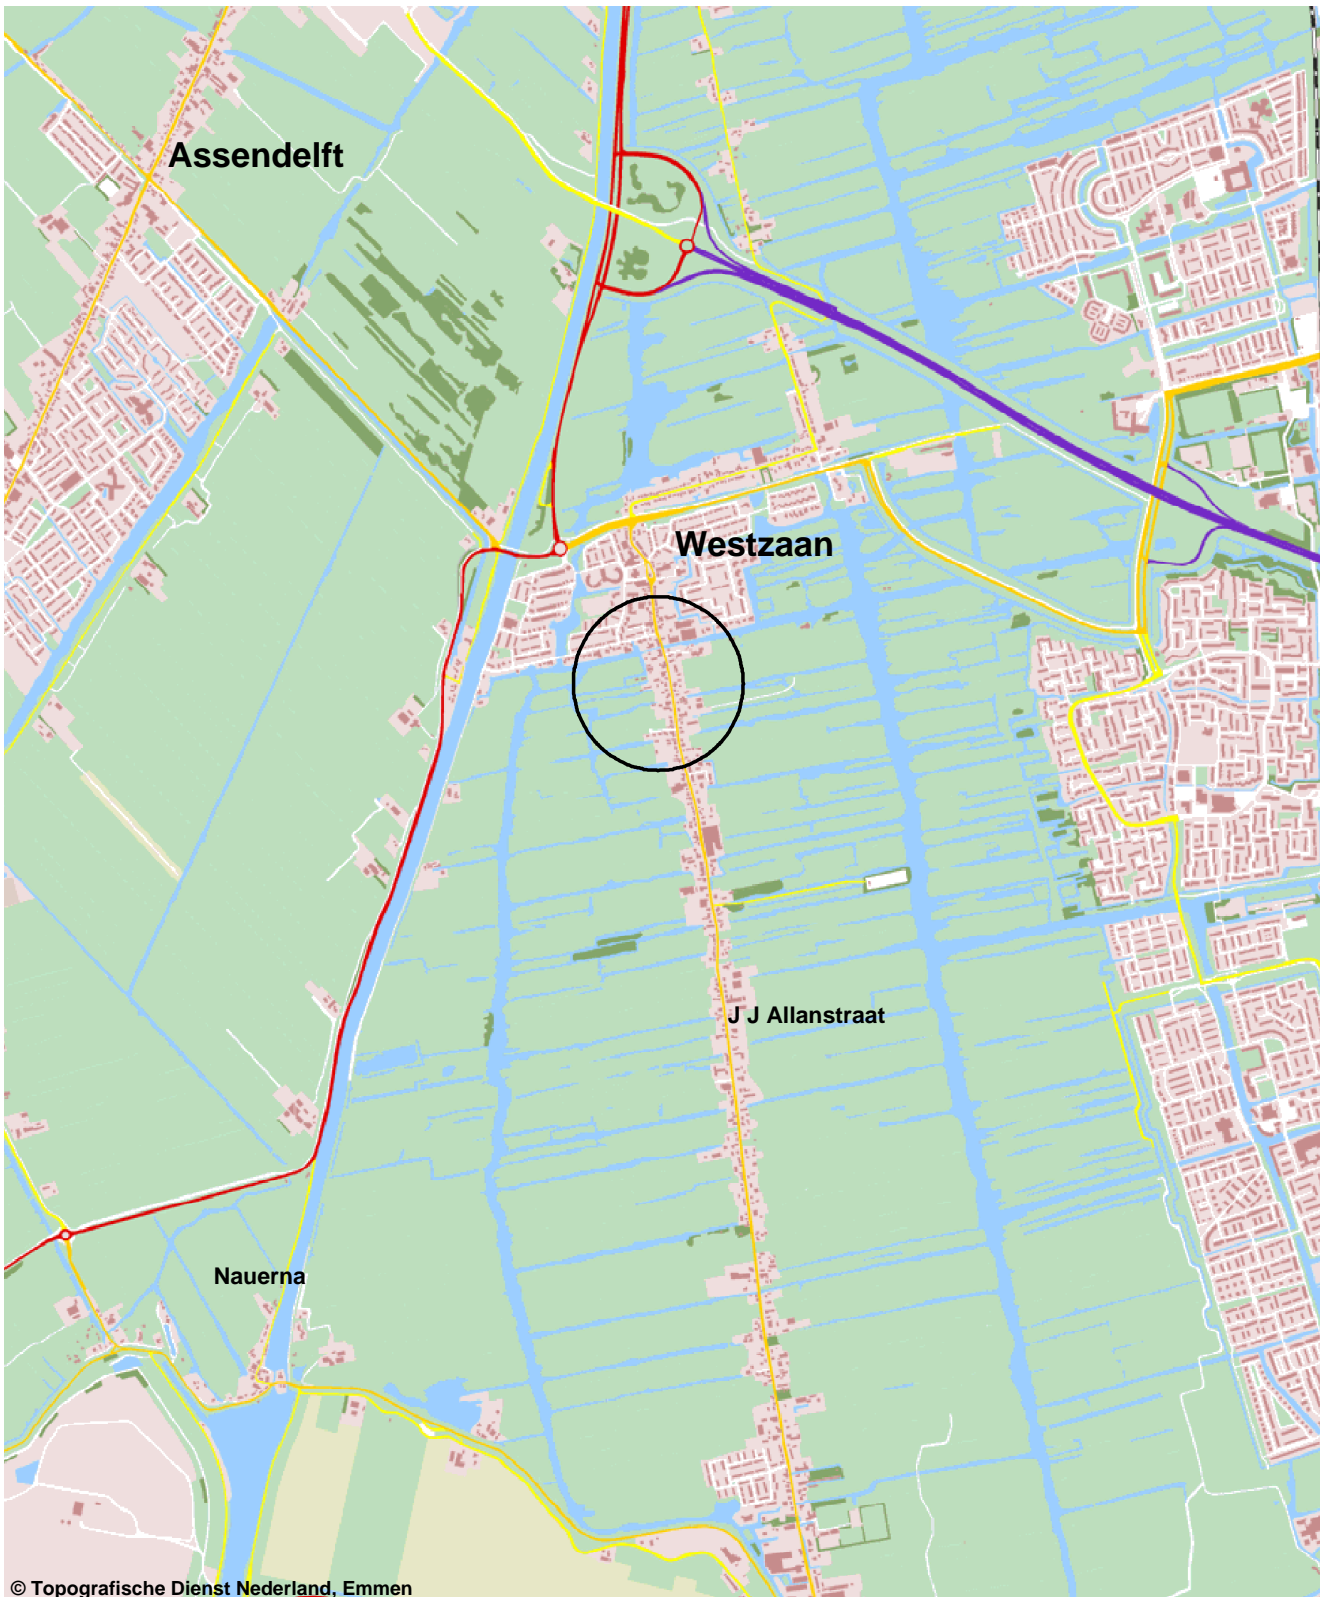 Assendelft
Westzaan
J J Allanstraat
Nauerna
© Topografische Dienst Nederland, Emmen